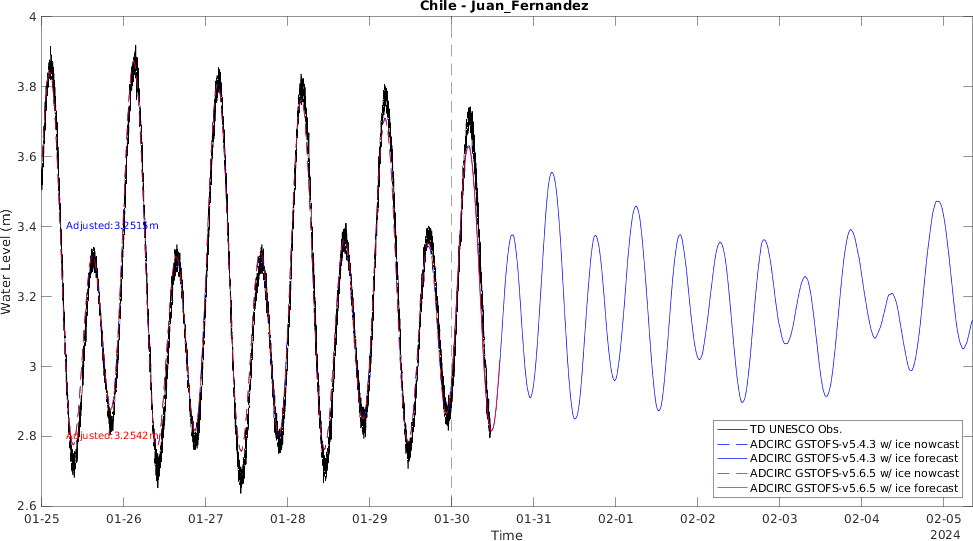 Chile - Juan_Fernandez
4
3.8
3.6
3.4
3.2
3
2.8
2.6
Water Level (m)
Adjusted:3.2515m
Adjusted:3.2542m
TD UNESCO Obs.
ADCIRC GSTOFS-v5.4.3 w/ ice nowcast
ADCIRC GSTOFS-v5.4.3 w/ ice forecast
ADCIRC GSTOFS-v5.6.5 w/ ice nowcast
ADCIRC GSTOFS-v5.6.5 w/ ice forecast
01-25 01-26 01-27 01-28 01-29 01-30 01-31 02-01 02-02 02-03 02-04 02-05
Time
2024